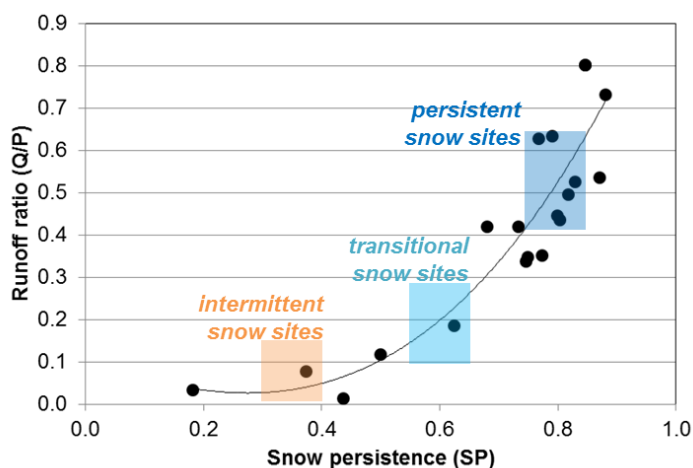 0.9
0.8
0.7
0.6
0.5
0.4
0.3
0.2
0.1
0.0
Runoff ratio (Q/P)
persistent
snow sites
transitional
snow sites
intermittent
snow sites
0.0 0.2 0.4 0.6 0.8 1.0
Snow persistence (SP)